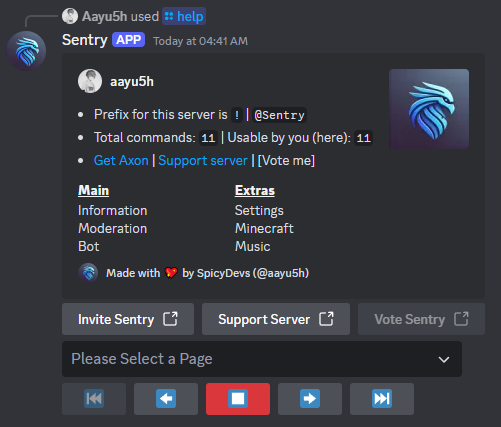 Aayu5h used help
Sentry APP Today at 04:41 AM
aayu5h
Prefix for this server is ! | @Sentry
Total commands: 11 | Usable by you (here): 11
Get Axon | Support server | [Vote me]
Main Extras
Information Settings
Moderation Minecraft
Bot Music
Made with ❤ by SpicyDevs (@aayu5h)
Invite Sentry Support Server Vote Sentry
Please Select a Page